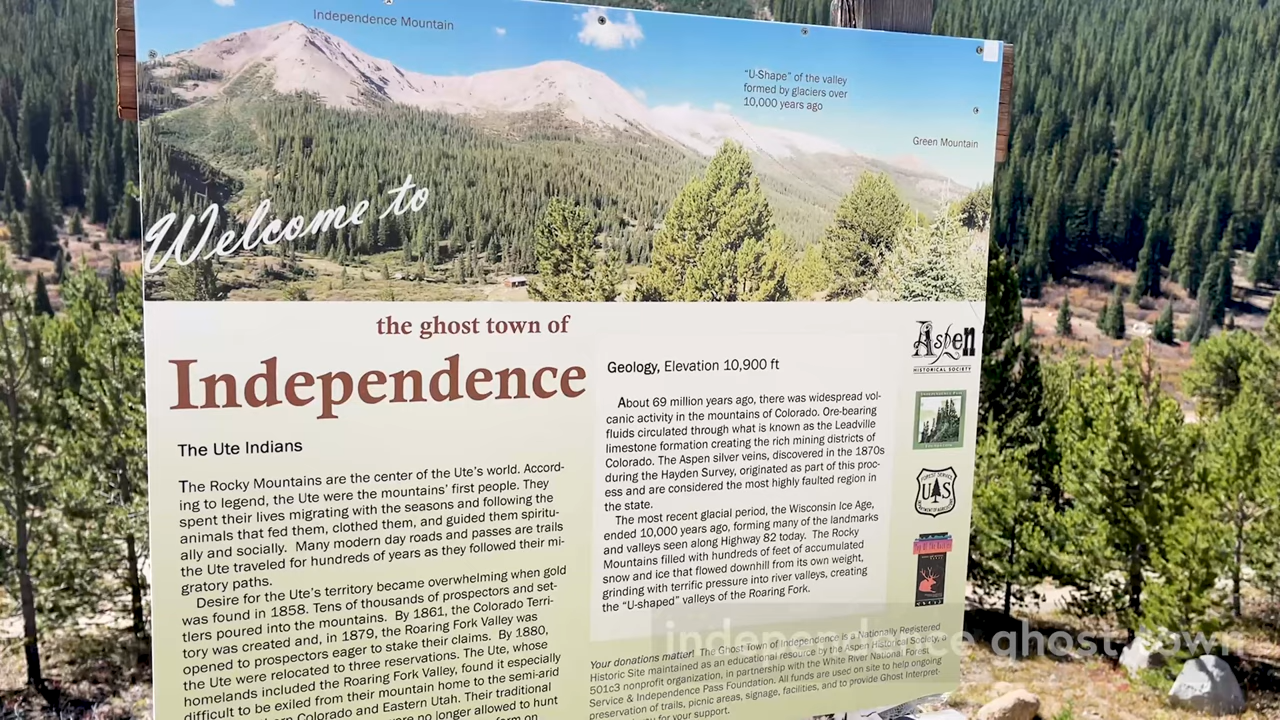 Independence Mountain
"U-Shape" of the valley
formed by glaciers over
10,000 years ago
Green Mountain
Welcome to
the ghost town of
Independence
The Ute Indians
The Rocky Mountains are the center of the Ute's world. Accord-
ing to legend, the Ute were the mountains' first people. They
spent their lives migrating with the seasons and following the
animals that fed them, clothed them, and guided them spiritu-
ally and socially. Many modern day roads and passes are trails
the Ute traveled for hundreds of years as they followed their mi-
gratory paths.
Desire for the Ute's territory became overwhelming when gold
was found in 1858. Tens of thousands of prospectors and set-
tlers poured into the mountains. By 1861, the Colorado Terri-
tory was created and, in 1879, the Roaring Fork Valley was
opened to prospectors eager to stake their claims. By 1880,
the Ute were relocated to three reservations. The Ute, whose
homelands included the Roaring Fork Valley, found it especially
difficult to be exiled from their mountain home to the semi-arid
Colorado and Eastern Utah. Their traditional
were no longer allowed to hunt
Geology, Elevation 10,900 ft
About 69 million years ago, there was widespread vol-
canic activity in the mountains of Colorado. Ore-bearing
fluids circulated through what is known as the Leadville
limestone formation creating the rich mining districts of
Colorado. The Aspen silver veins, discovered in the 1870s
during the Hayden Survey, originated as part of this proc-
ess and are considered the most highly faulted region in
the state.
The most recent glacial period, the Wisconsin Ice Age,
ended 10,000 years ago, forming many of the landmarks
and valleys seen along Highway 82 today. The Rocky
Mountains filled with hundreds of feet of accumulated
snow and ice that flowed downhill from its own weight,
grinding with terrific pressure into river valleys, creating
the "U-shaped" valleys of the Roaring Fork.
Your donations matter! The Ghost Town of Independence is a Nationally Registered
Historic Site maintained as an educational resource by the Aspen Historical Society, a
501c3 nonprofit organization, in partnership with the White River National Forest
Service & Independence Pass Foundation. All funds are used on site to help ongoing
preservation of trails, picnic areas, signage, facilities, and to provide Ghost Interpret-
for your support.
Aspen
HISTORICAL SOCIETY
FOREST SERVICE
UAS
independence ghost town